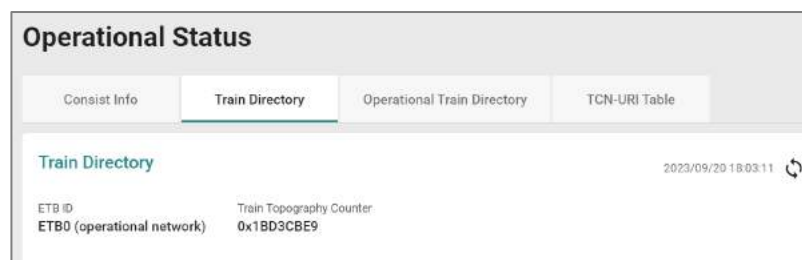 Operational Status
Consist Info Train Directory Operational Train Directory TCN-URI Table
Train Directory 2023/09/20 18:03:11
ETB ID Train Topography Counter
ETB0 (operational network) 0x1BD3CBE9